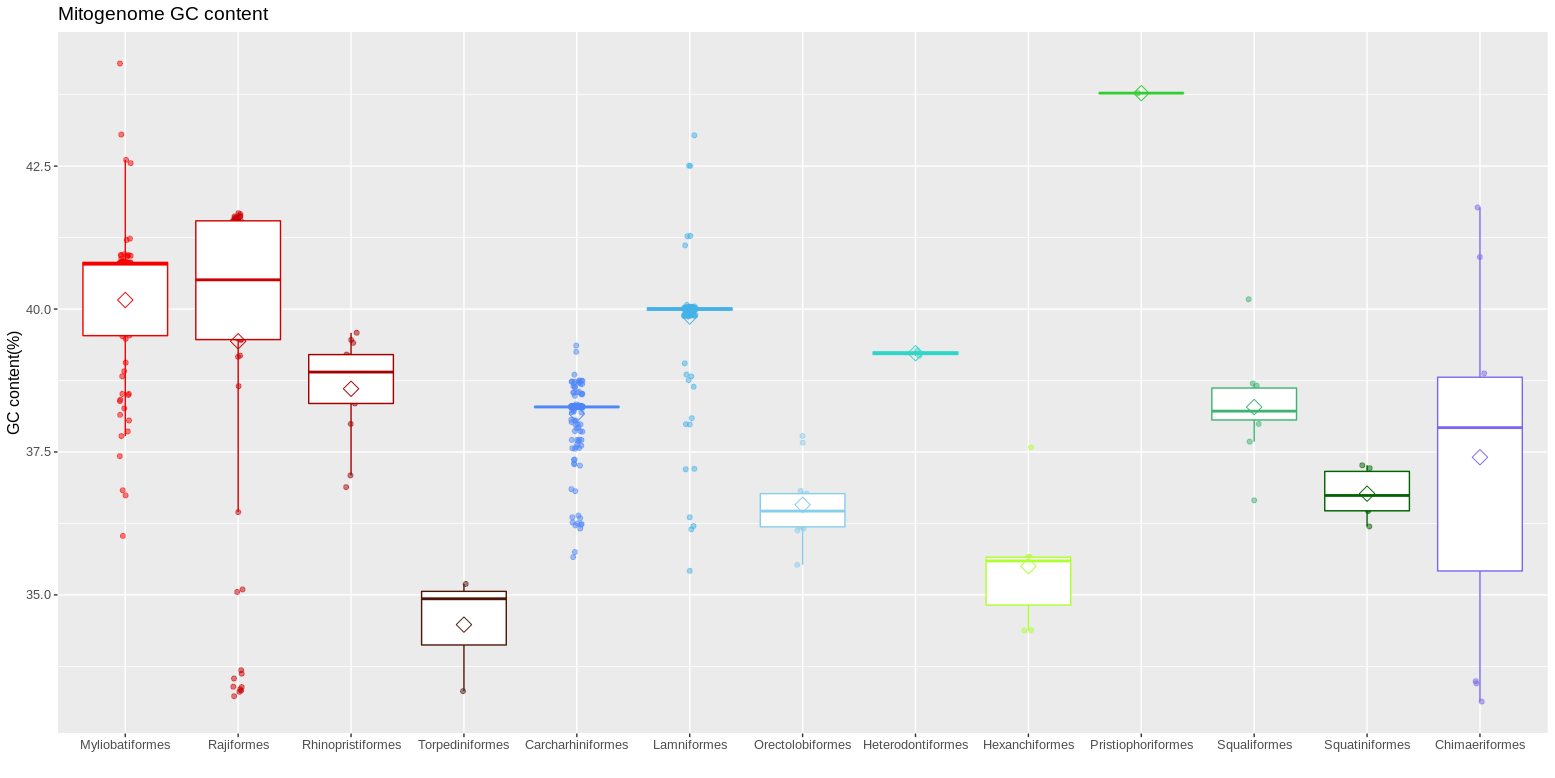 Mitogenome GC content
GC content(%)
42.5
40.0
37.5
35.0
Myliobatiformes Rajiformes Rhinopristiformes Torpediniformes Carcharhiniformes Lamniformes Orectolobiformes Heterodontiformes Hexanchiformes Pristiophoriformes Squaliformes Squatiniformes Chimaeriformes